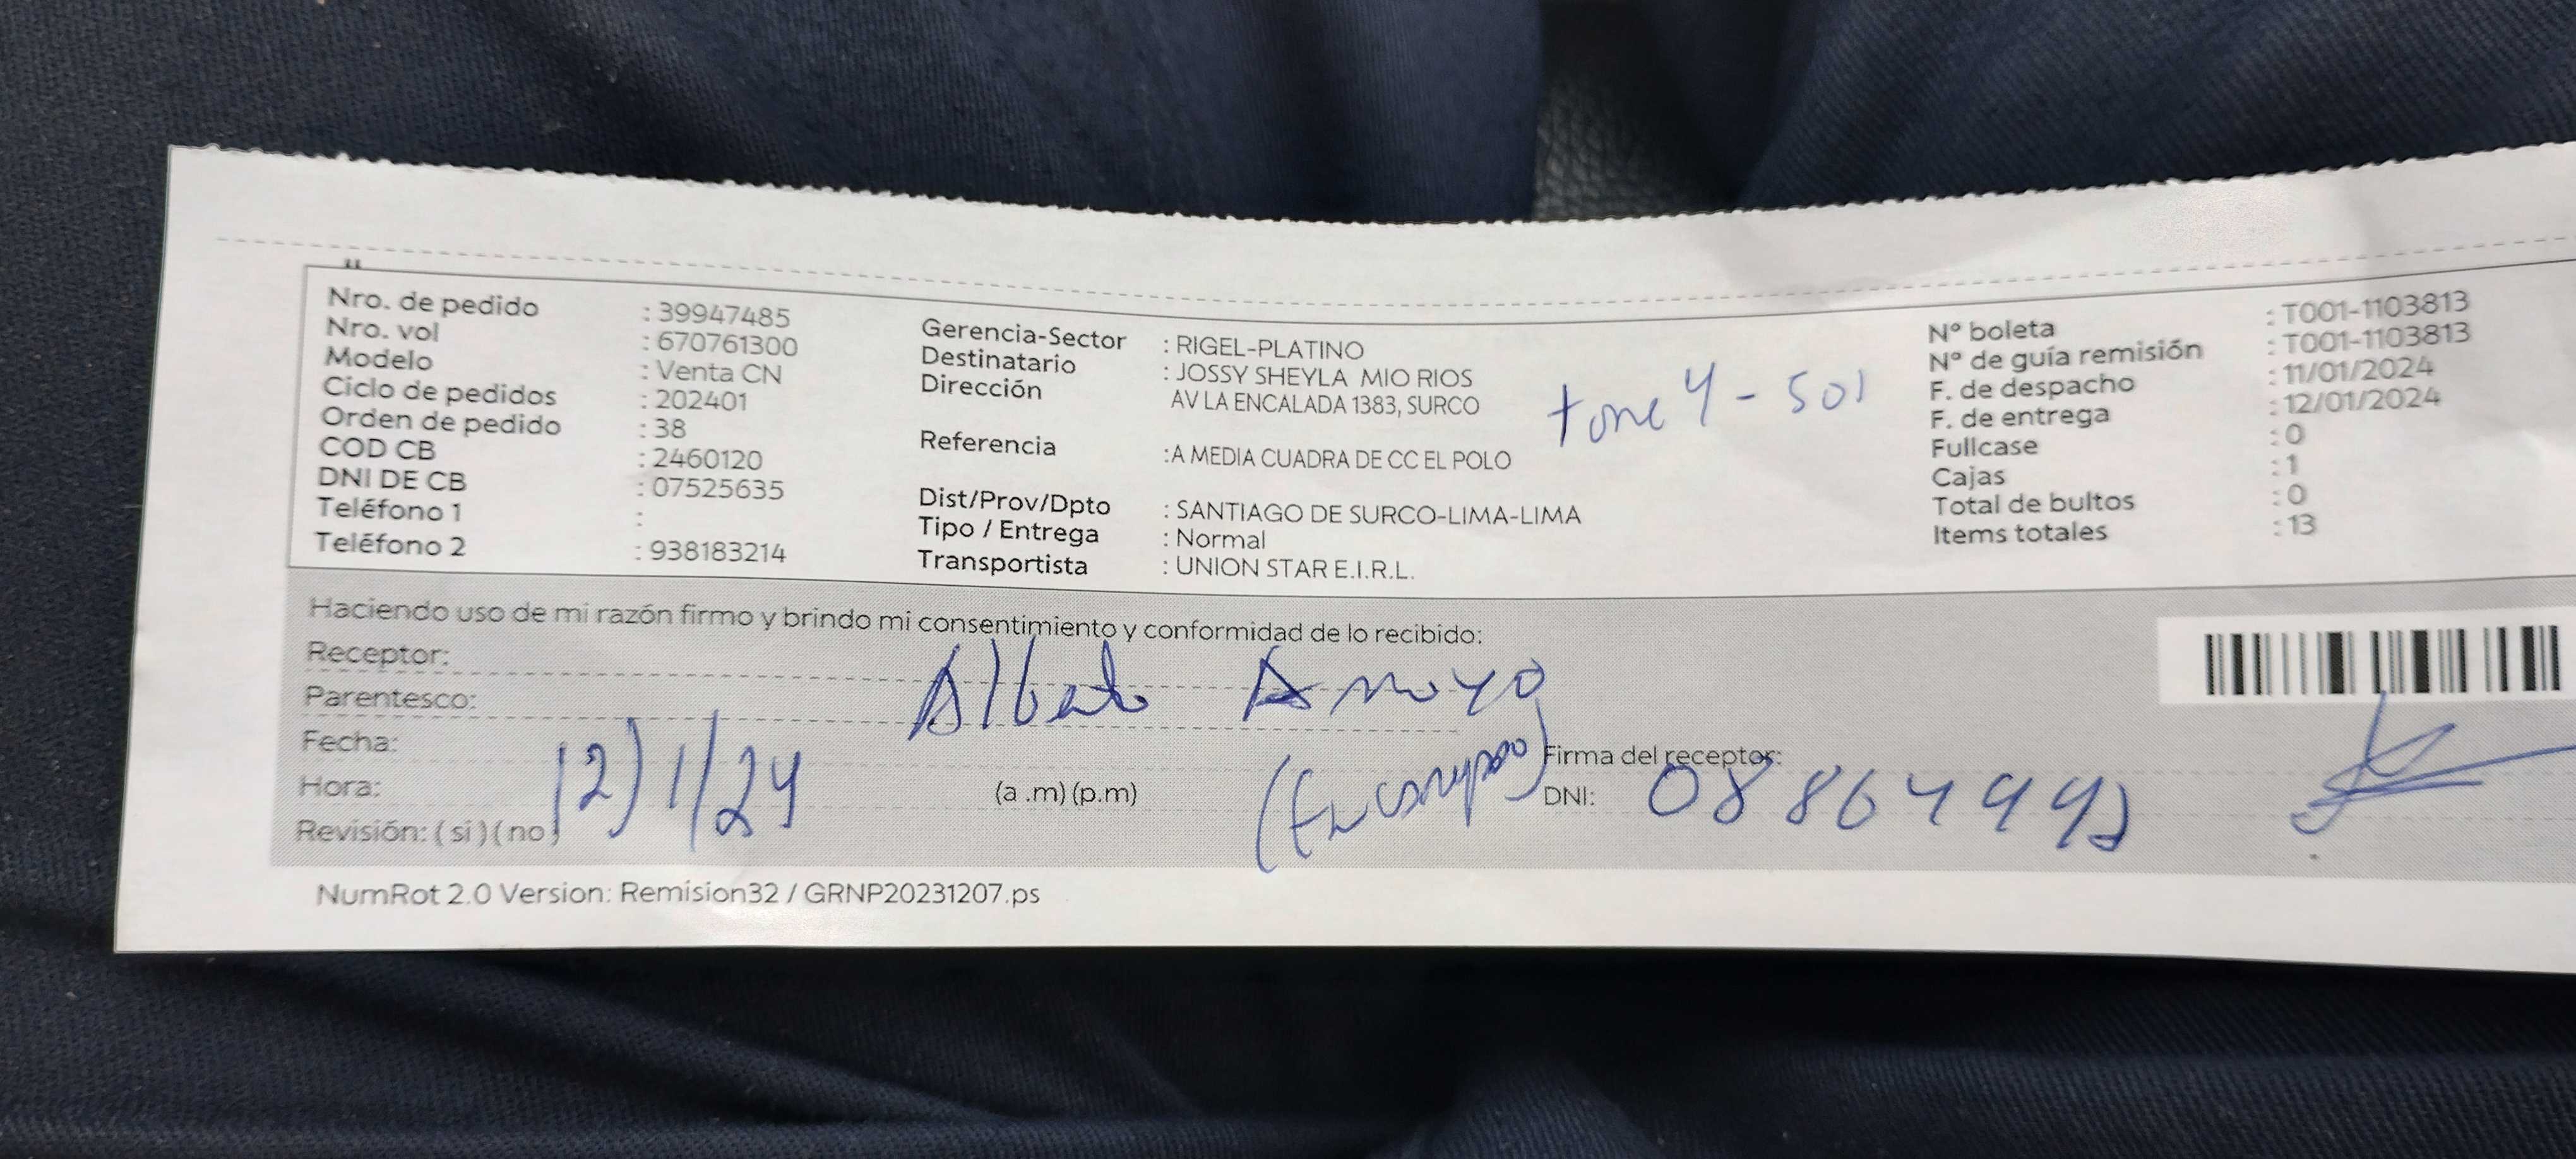 Nro. de pedido : 39947485
Nro. vol : 670761300
Modelo : Venta CN
Ciclo de pedidos : 202401
Orden de pedido : 38
COD CB : 2460120
DNI DE CB : 07525635
Teléfono 1 :
Teléfono 2 : 938183214
Gerencia-Sector : RIGEL-PLATINO
Destinatario : JOSSY SHEYLA MIO RIOS
Dirección AV LA ENCALADA 1383, SURCO
Referencia :A MEDIA CUADRA DE CC EL POLO
Dist/Prov/Dpto : SANTIAGO DE SURCO-LIMA-LIMA
Tipo / Entrega : Normal
Transportista : UNION STAR E.I.R.L.
torre 4 - 501
Nº boleta : T001-1103813
Nº de guía remisión : T001-1103813
F. de despacho : 11/01/2024
F. de entrega : 12/01/2024
Fullcase : 0
Cajas : 1
Total de bultos : 0
Items totales : 13
Haciendo uso de mi razón firmo y brindo mi consentimiento y conformidad de lo recibido:
Receptor: Alberto Arroyo
Parentesco:
Fecha: 12/1/24
Hora: (a .m) (p.m)
Revisión: ( si ) ( no )
Firma del receptor:
DNI:
NumRot 2.0 Version: Remision32 / GRNP20231207.ps